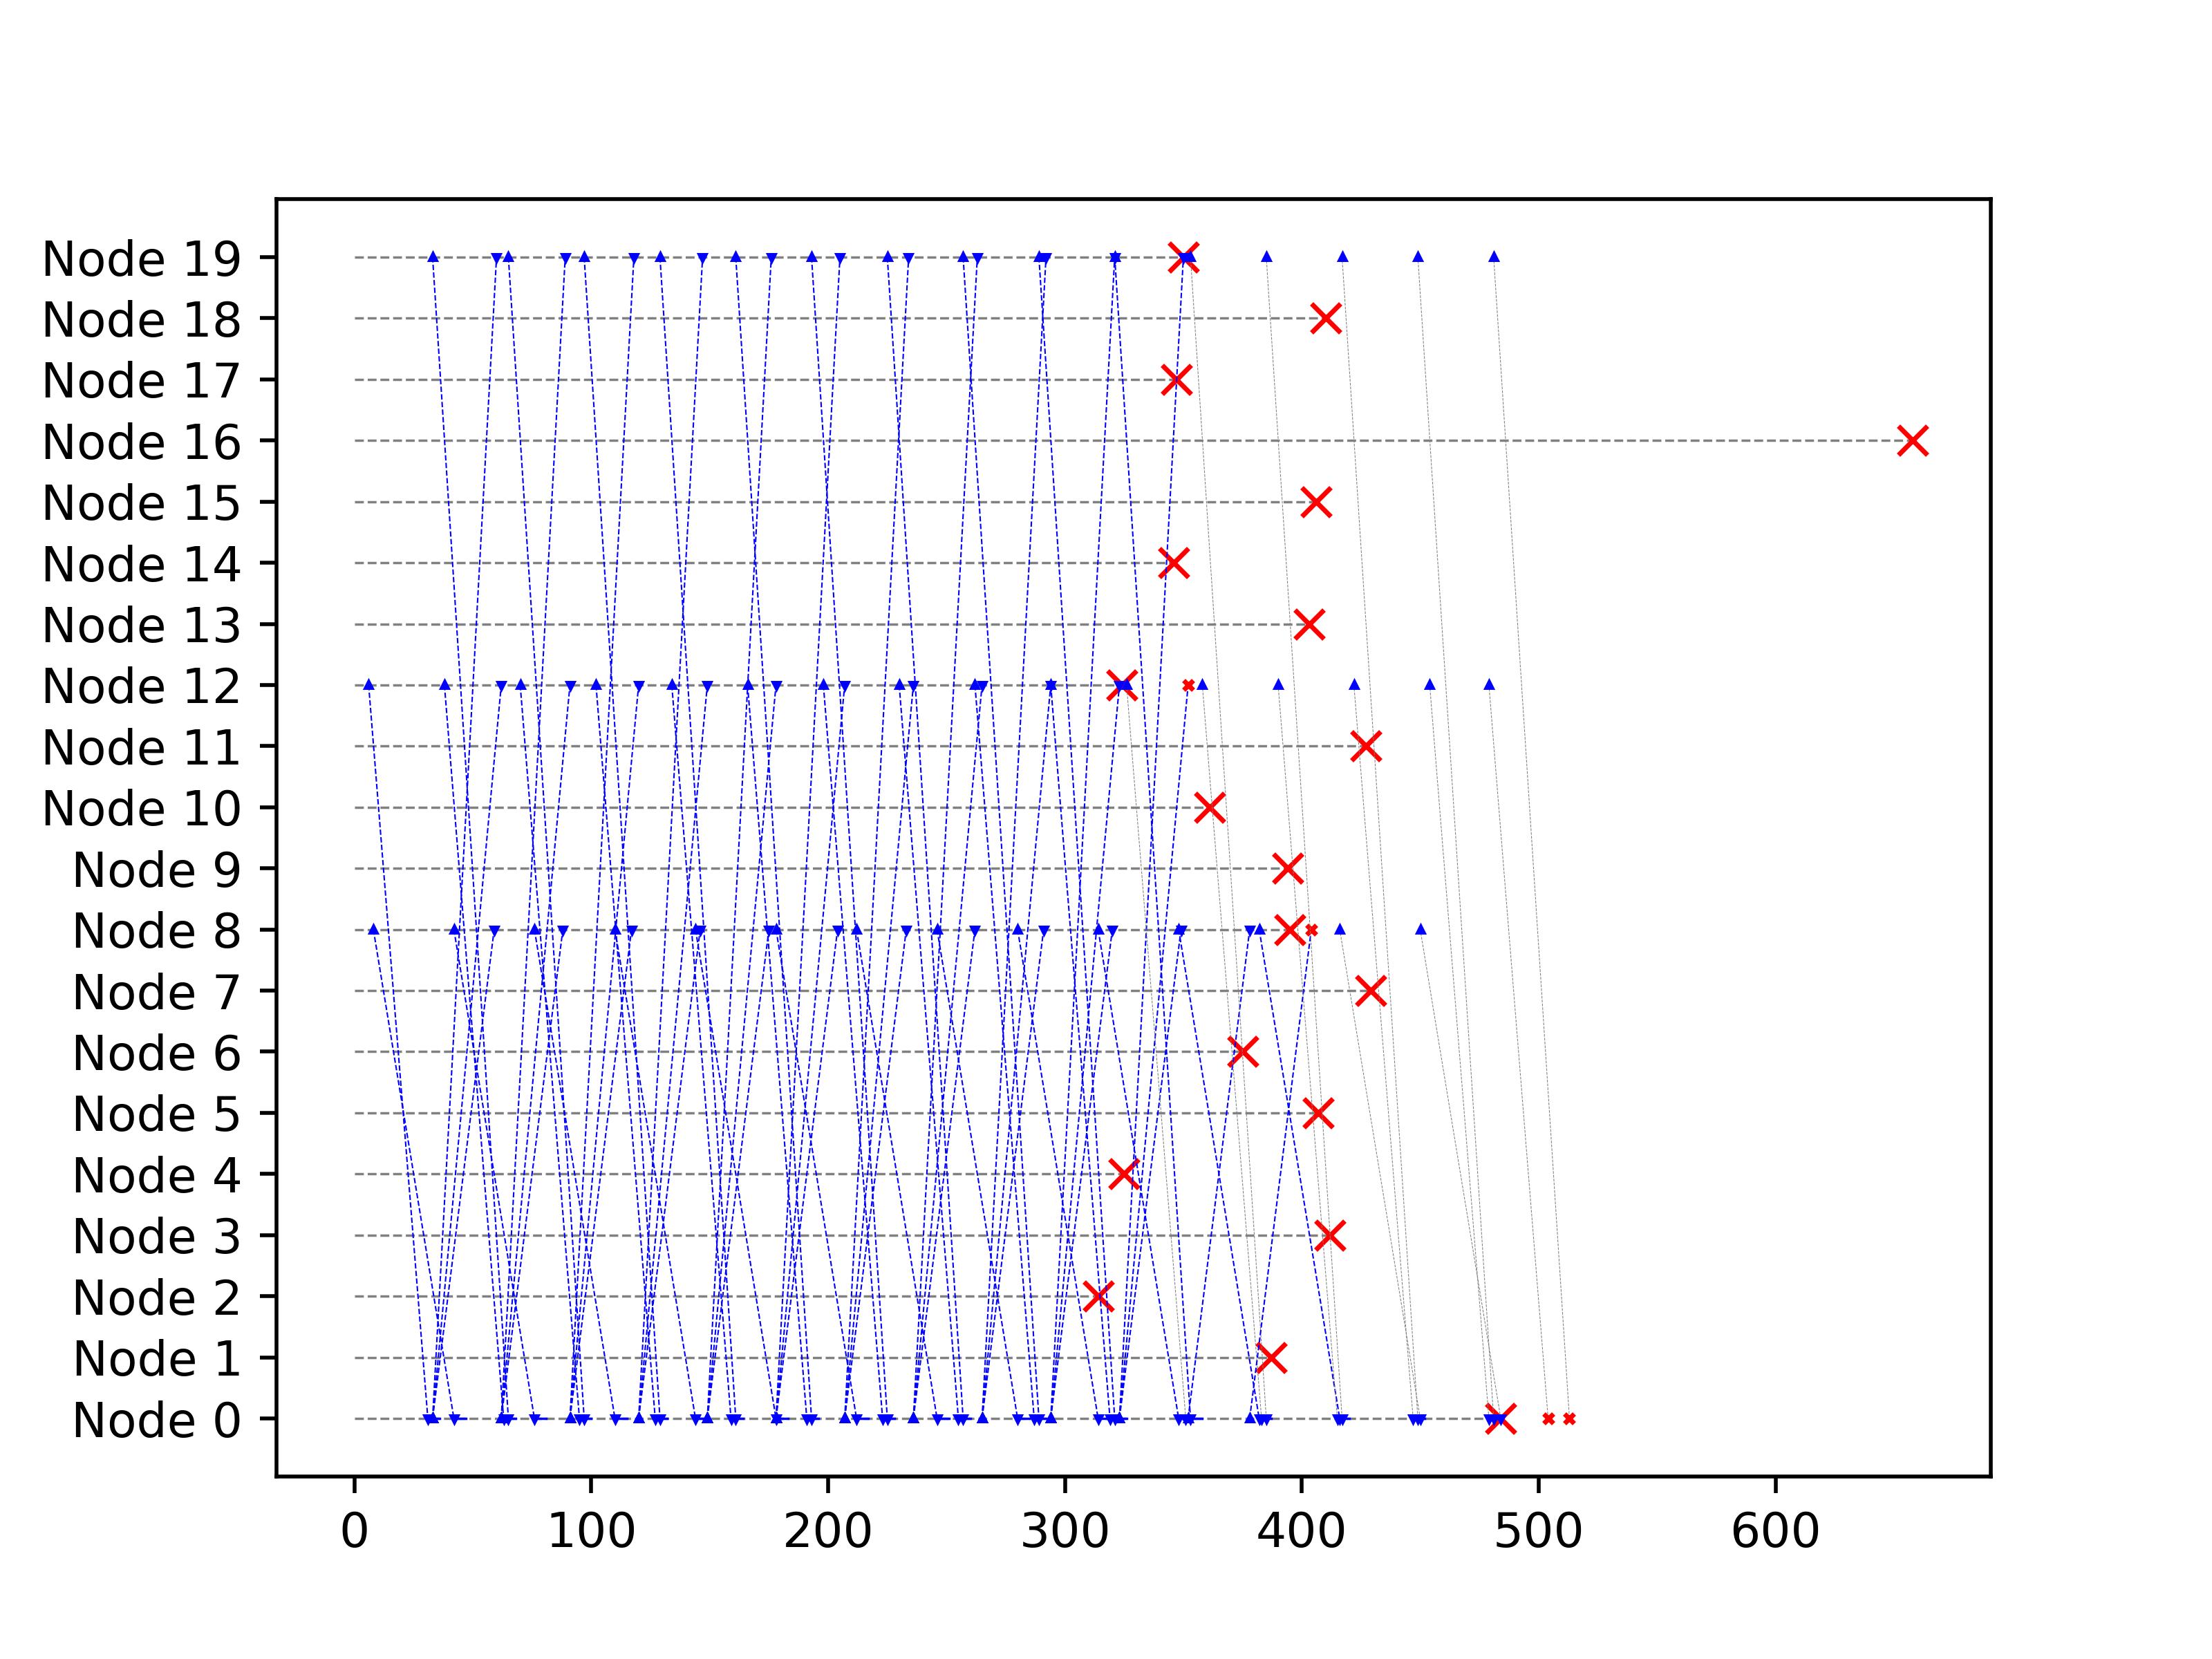 Node 19
Node 18
Node 17
Node 16
Node 15
Node 14
Node 13
Node 12
Node 11
Node 10
Node 9
Node 8
Node 7
Node 6
Node 5
Node 4
Node 3
Node 2
Node 1
Node 0
0 100 200 300 400 500 600